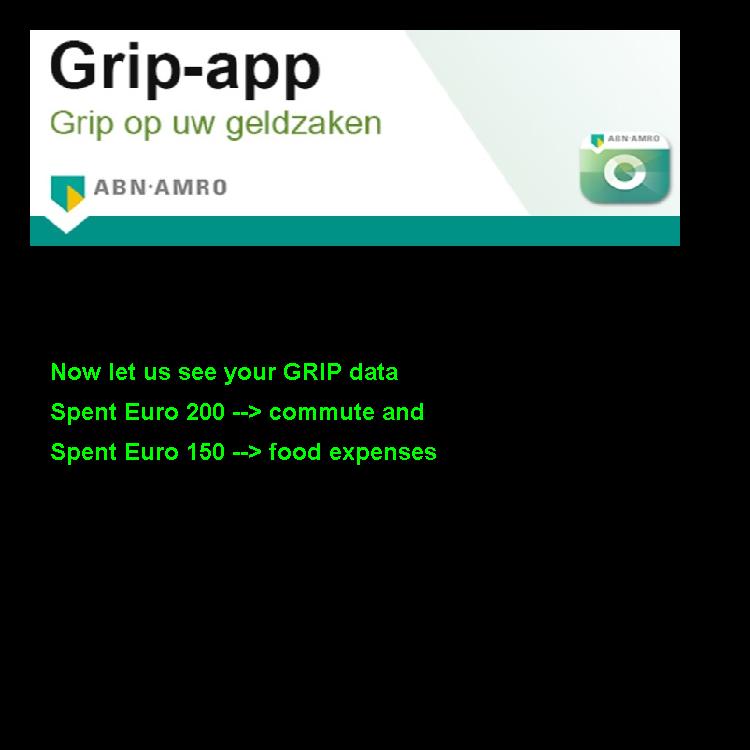 Grip-app
Grip op uw geldzaken
ABN·AMRO
ABN·AMRO
Now let us see your GRIP data
Spent Euro 200 --> commute and
Spent Euro 150 --> food expenses